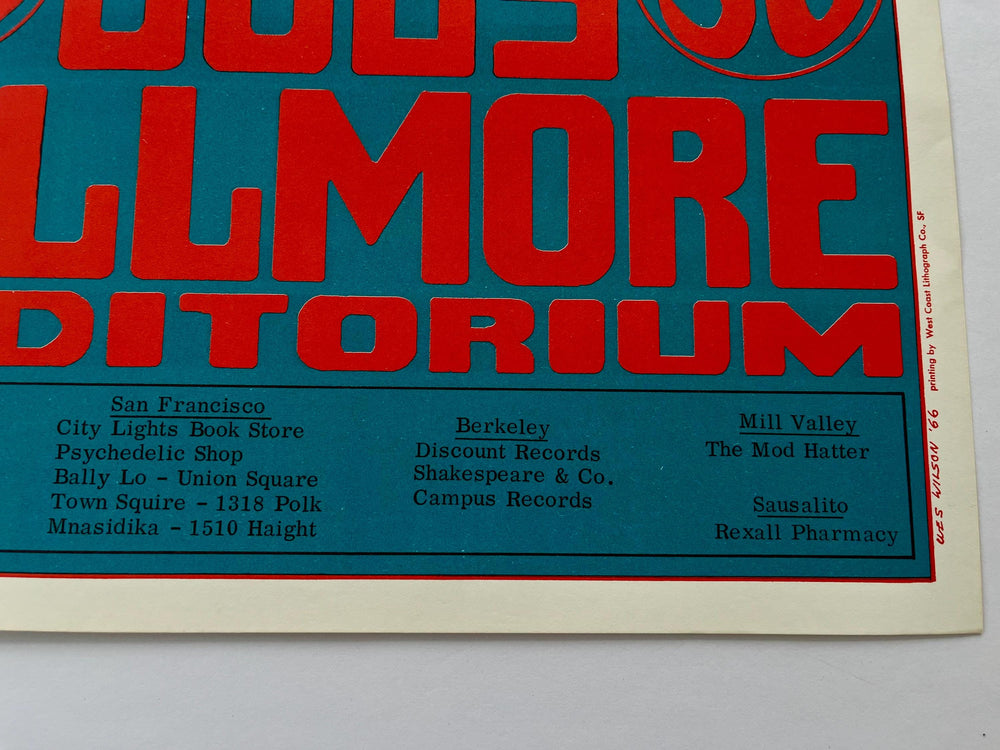 LLMORE
DITORIUM
San Francisco
City Lights Book Store
Psychedelic Shop
Bally Lo - Union Square
Town Squire - 1318 Polk
Mnasidika - 1510 Haight
Berkeley
Discount Records
Shakespeare & Co.
Campus Records
Mill Valley
The Mod Hatter
Sausalito
Rexall Pharmacy
printing by West Coast Lithograph Co., SF
WES WILSON '66